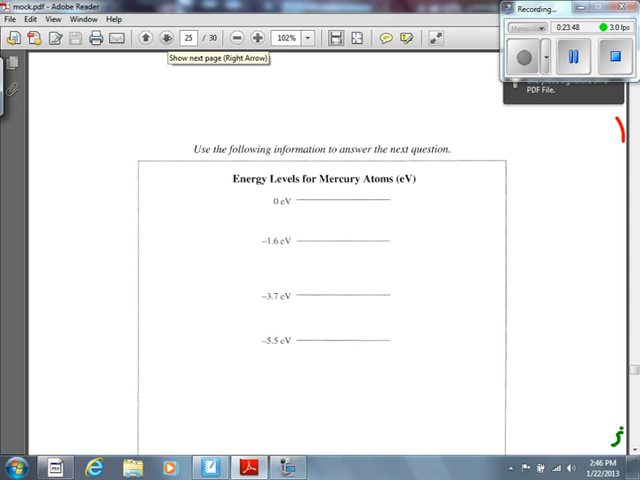 mock.pdf - Adobe Reader
File Edit View Window Help
25 / 30
102%
Show next page (Right Arrow)
Recording...
0:23:48
3.0 fps
PDF File.
Use the following information to answer the next question.
Energy Levels for Mercury Atoms (eV)
0 eV
–1.6 eV
–3.7 eV
–5.5 eV
2:46 PM
1/22/2013